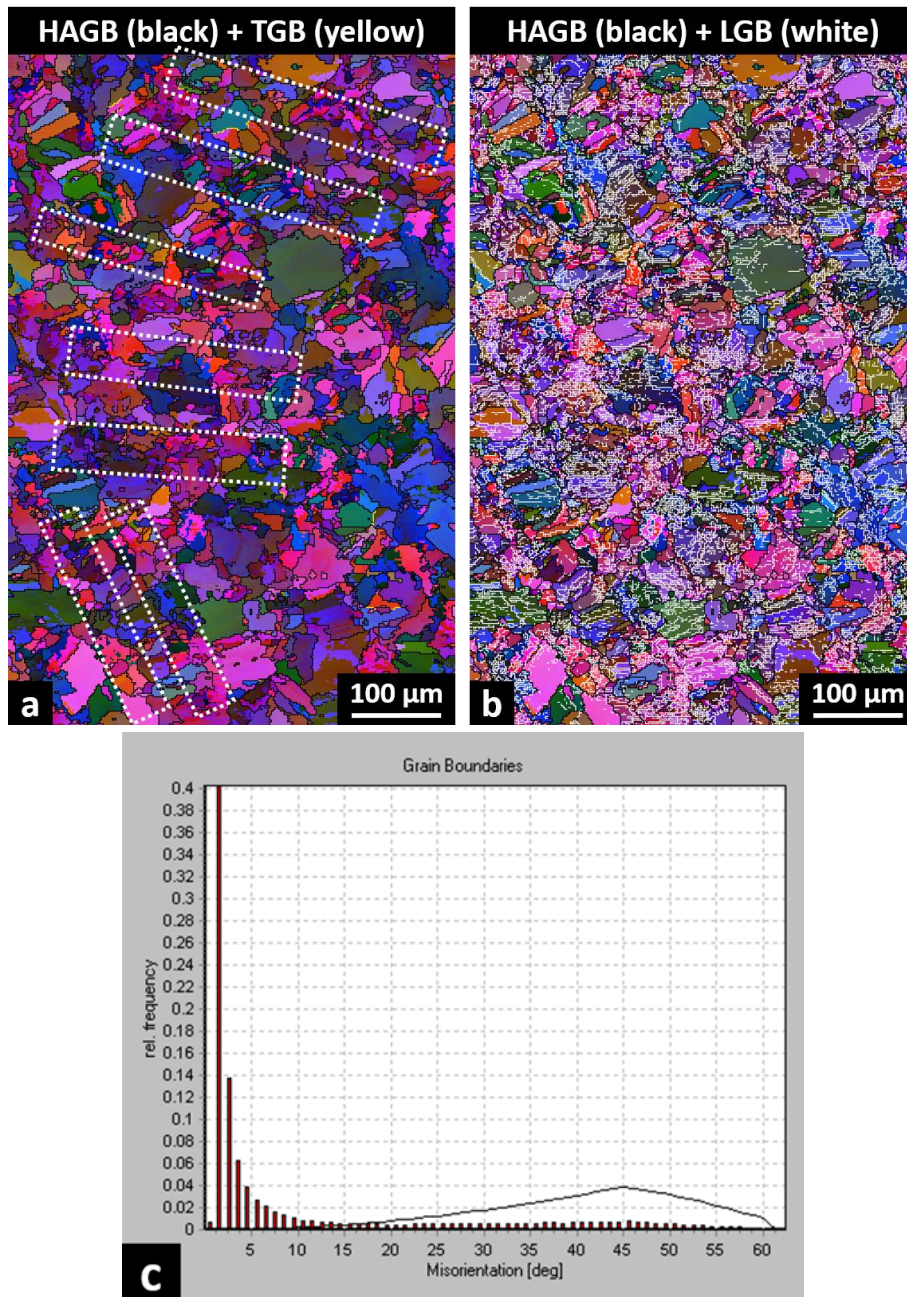 HAGB (black) + TGB (yellow)
HAGB (black) + LGB (white)
a
100 µm
b
100 µm
Grain Boundaries
rel. frequency
0.4
0.38
0.36
0.34
0.32
0.3
0.28
0.26
0.24
0.22
0.2
0.18
0.16
0.14
0.12
0.1
0.08
0.06
0.04
0.02
0
5 10 15 20 25 30 35 40 45 50 55 60
Misorientation [deg]
c